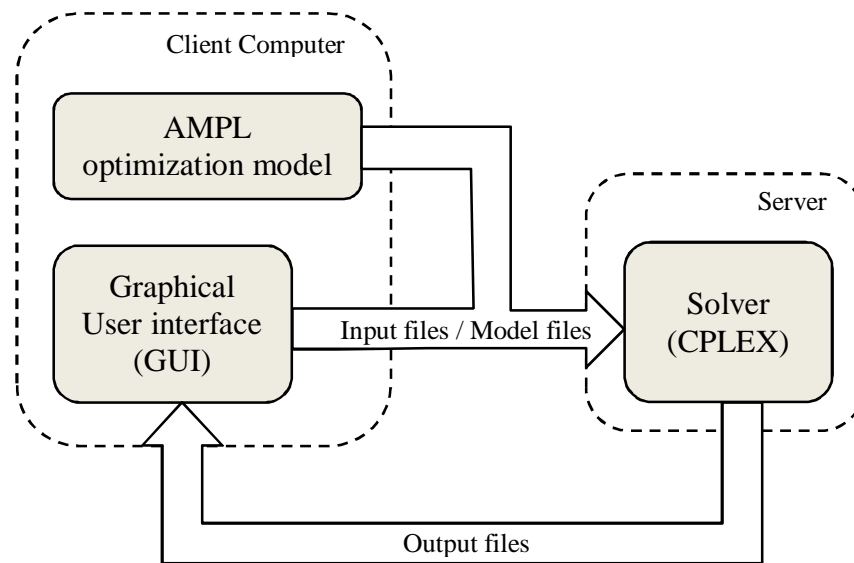 Client Computer
AMPL
optimization model
Server
Graphical
User interface
(GUI)
Solver
(CPLEX)
Input files / Model files
Output files